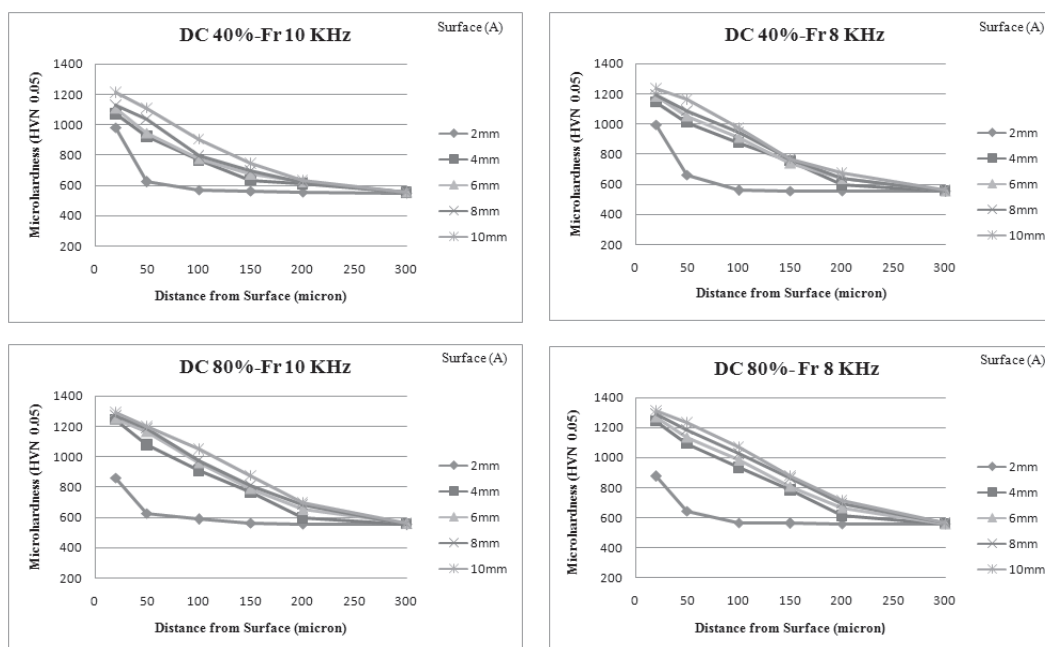 DC 40%-Fr 10 KHz
Surface (A)
Microhardness (HVN 0.05)
1400
1200
1000
800
600
400
200
0
50
100
150
200
300
Distance from Surface (micron)
2mm
4mm
6mm
8mm
10mm
DC 40%-Fr 8 KHz
Surface (A)
Microhardness (HVN 0.05)
1400
1200
1000
800
600
400
200
0
50
100
150
200
300
Distance from Surface (micron)
2mm
4mm
6mm
8mm
10mm
DC 80%-Fr 10 KHz
Surface (A)
Microhardness (HVN 0.05)
1400
1200
1000
800
600
400
200
0
50
100
150
200
300
Distance from Surface (micron)
2mm
4mm
6mm
8mm
10mm
DC 80%- Fr 8 KHz
Surface (A)
Microhardness (HVN 0.05)
1400
1200
1000
800
600
400
200
0
50
100
150
200
300
Distance from Surface (micron)
2mm
4mm
6mm
8mm
10mm